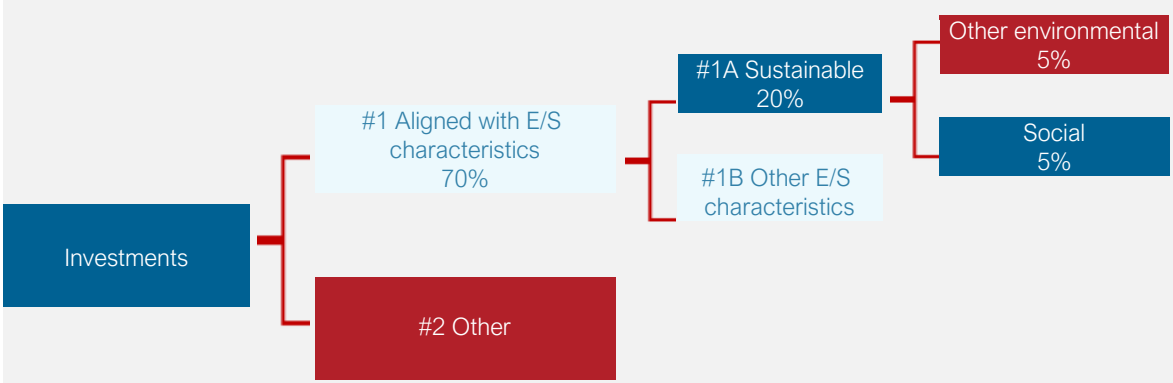 Investments
#1 Aligned with E/S
characteristics
70%
#2 Other
#1A Sustainable
20%
#1B Other E/S
characteristics
Other environmental
5%
Social
5%